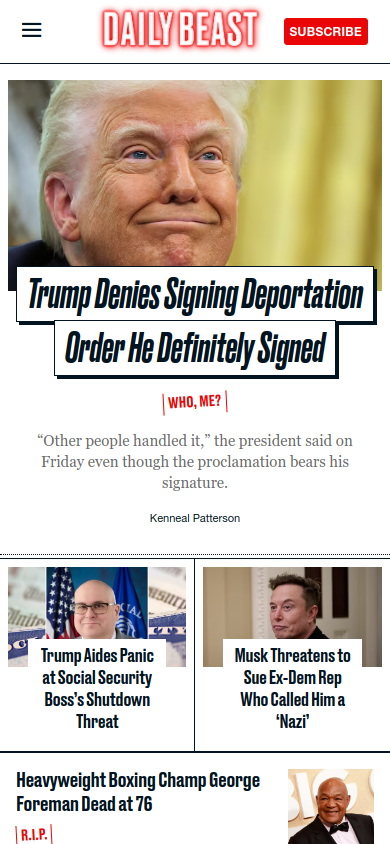 DAILY BEAST
SUBSCRIBE
Trump Denies Signing Deportation
Order He Definitely Signed
WHO, ME?
“Other people handled it,” the president said on
Friday even though the proclamation bears his
signature.
Kenneal Patterson
Trump Aides Panic
at Social Security
Boss’s Shutdown
Threat
Musk Threatens to
Sue Ex-Dem Rep
Who Called Him a
‘Nazi’
Heavyweight Boxing Champ George
Foreman Dead at 76
R.I.P.